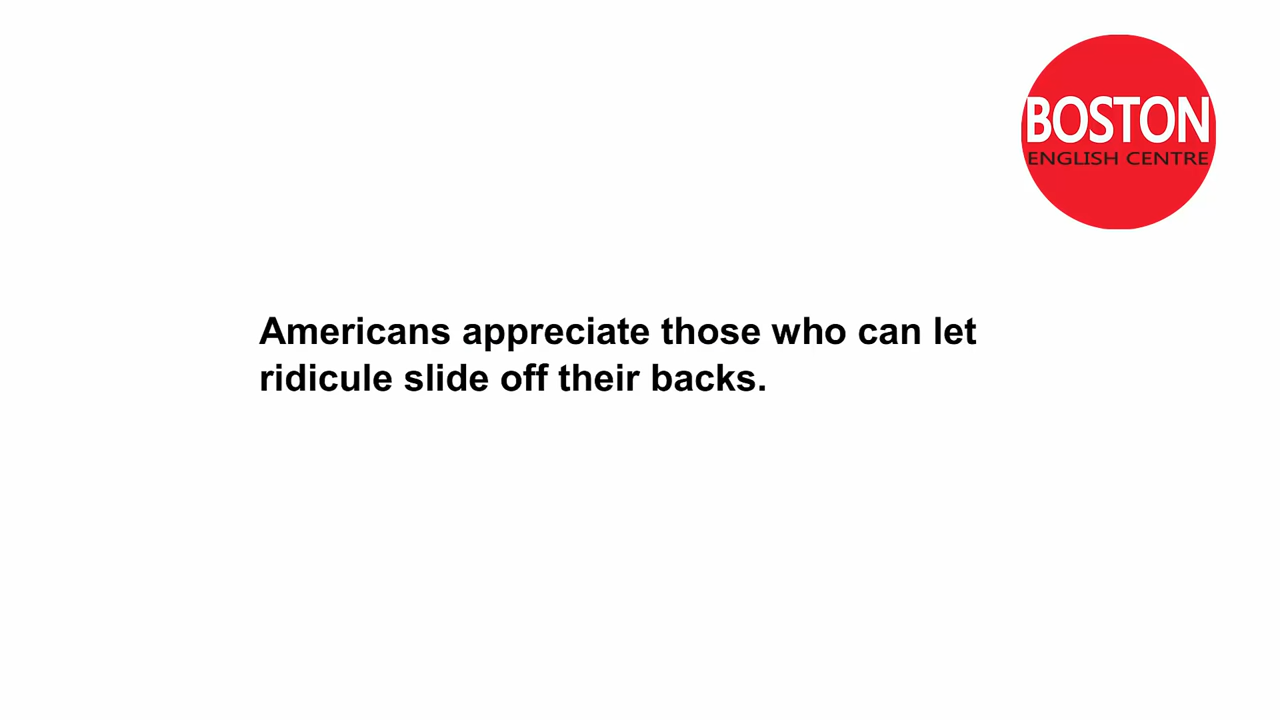 BOSTON
ENGLISH CENTRE
Americans appreciate those who can let
ridicule slide off their backs.